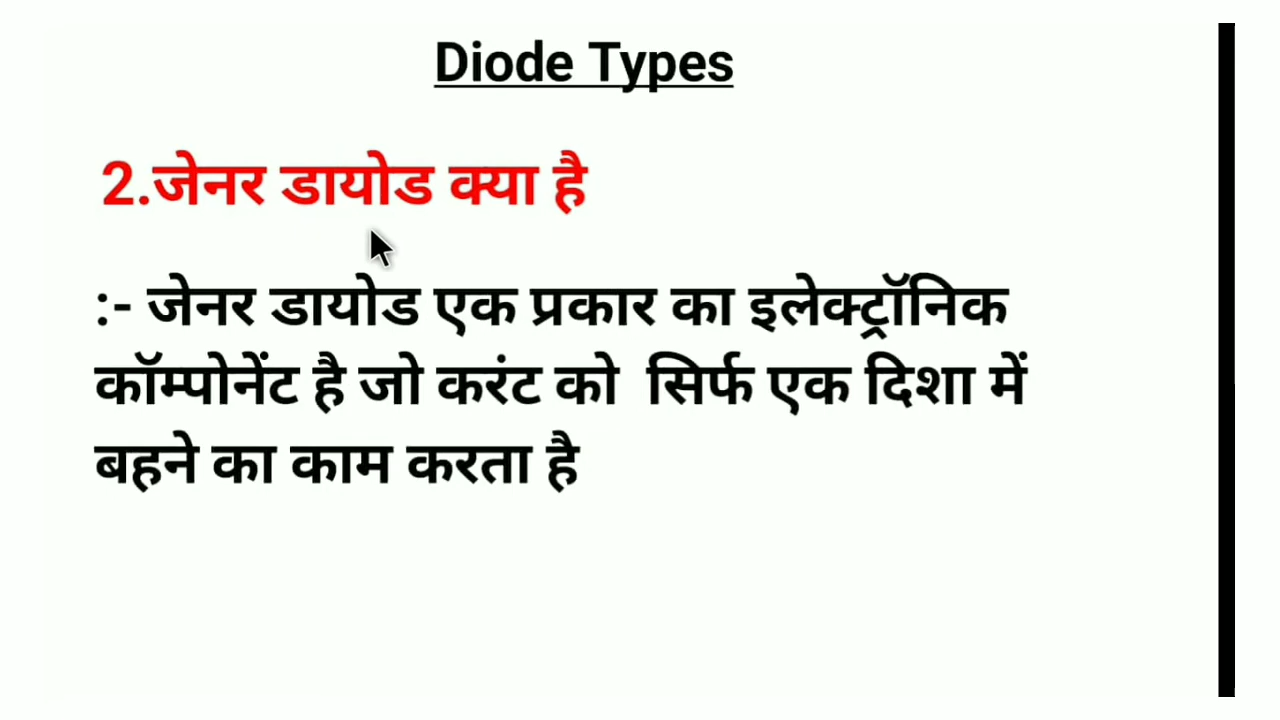 Diode Types
2.जेनर डायोड क्या है
:- जेनर डायोड एक प्रकार का इलेक्ट्रॉनिक
कॉम्पोनेंट है जो करंट को सिर्फ एक दिशा में
बहने का काम करता है